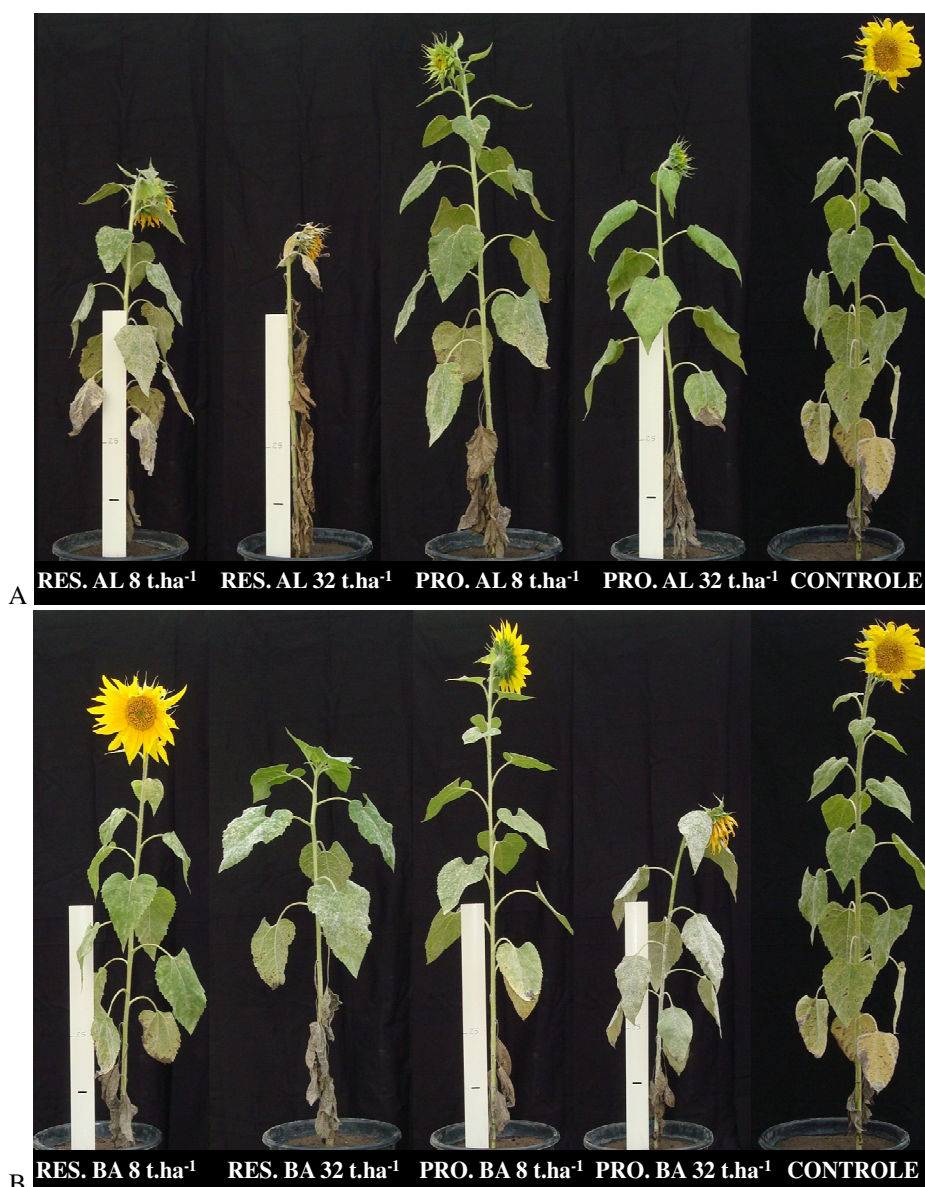 RES. AL 8 t.ha-1 RES. AL 32 t.ha-1 PRO. AL 8 t.ha-1 PRO. AL 32 t.ha-1 CONTROLE
A
RES. BA 8 t.ha-1 RES. BA 32 t.ha-1 PRO. BA 8 t.ha-1 PRO. BA 32 t.ha-1 CONTROLE
B